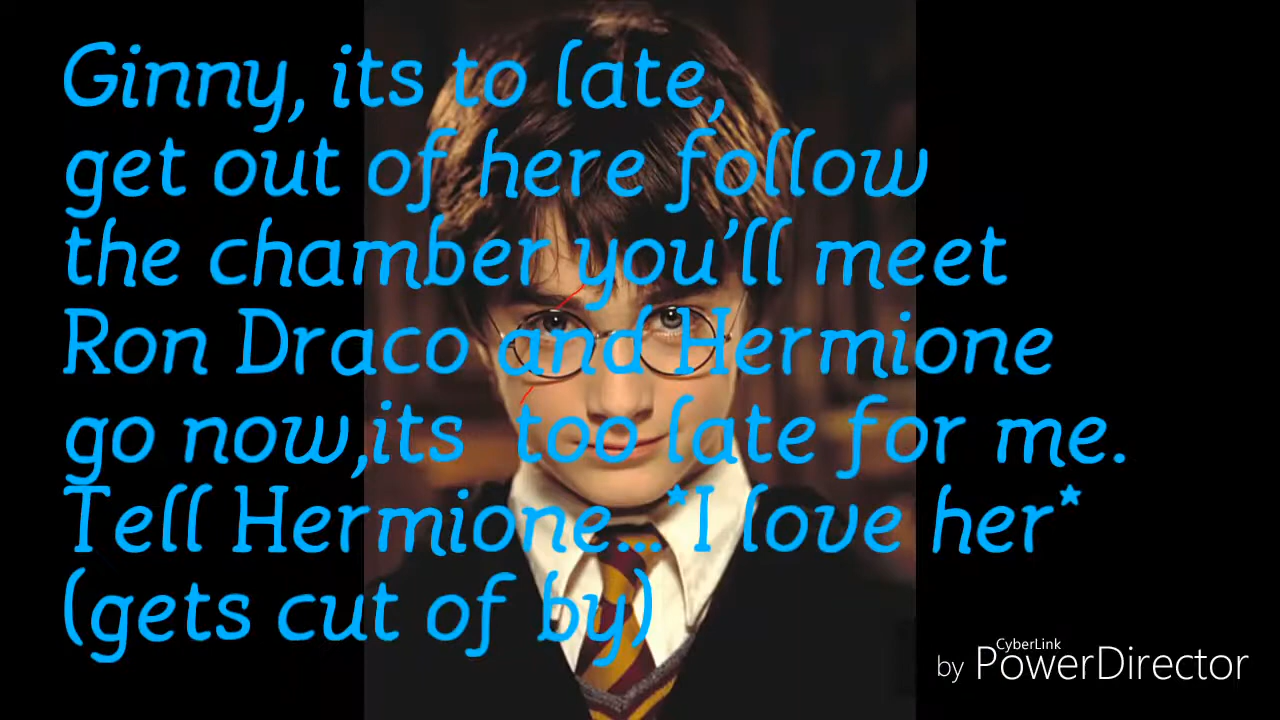 Ginny, its to late,
get out of here follow
the chamber you'll meet
Ron Draco and Hermione
go now,its too late for me.
Tell Hermione...*I love her*
(gets cut of by)
CyberLink
by PowerDirector